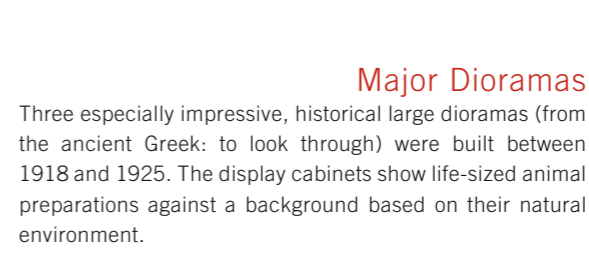 Major Dioramas
Three especially impressive, historical large dioramas (from
the ancient Greek: to look through) were built between
1918 and 1925. The display cabinets show life-sized animal
preparations against a background based on their natural
environment.